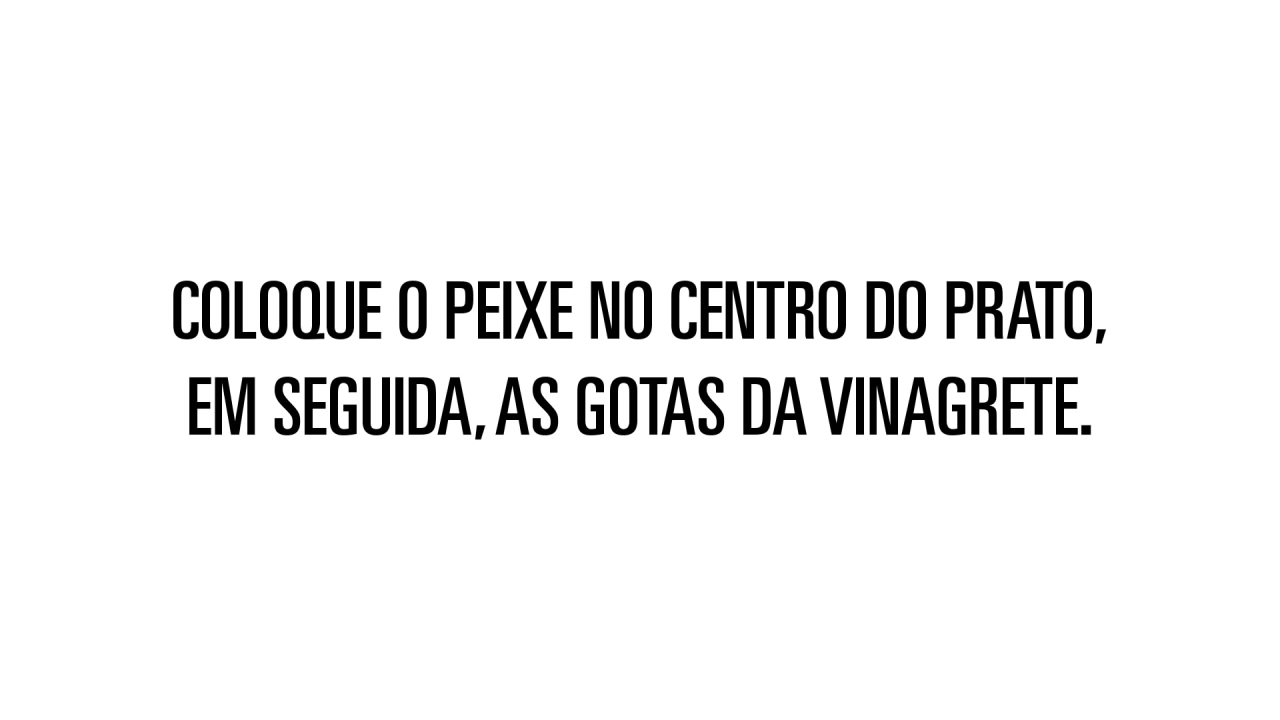 COLOQUE O PEIXE NO CENTRO DO PRATO,
EM SEGUIDA, AS GOTAS DA VINAGRETE.